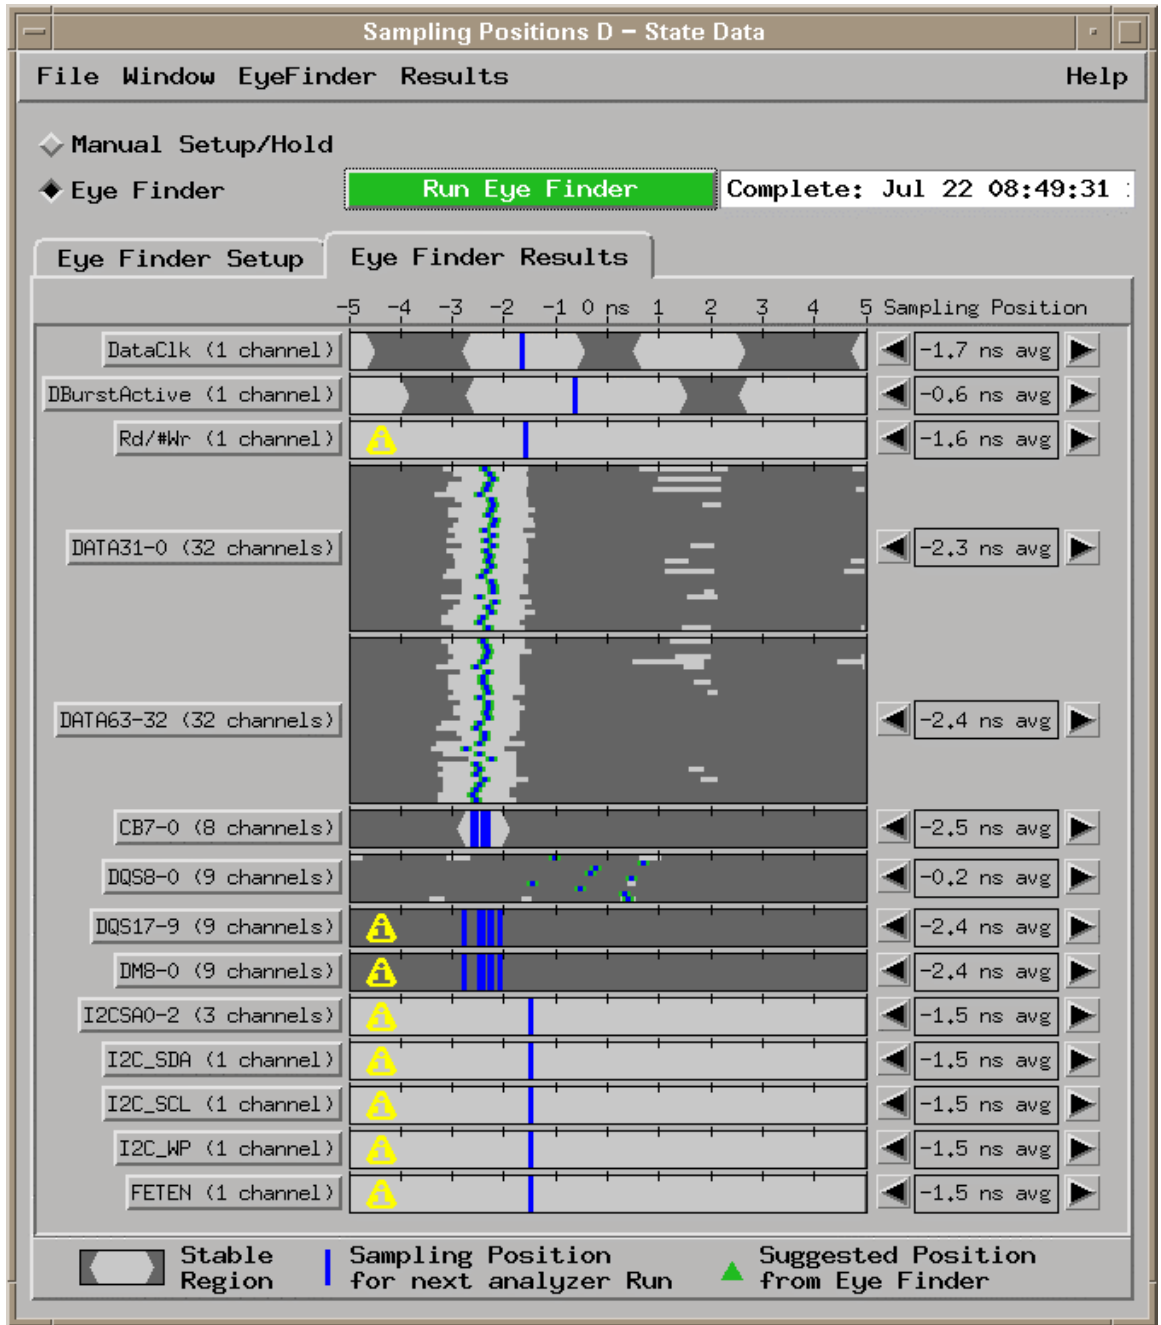 Sampling Positions D – State Data
File Window EyeFinder Results Help
Manual Setup/Hold
Eye Finder Run Eye Finder Complete: Jul 22 08:49:31
Eye Finder Setup Eye Finder Results
-5 -4 -3 -2 -1 0 ns 1 2 3 4 5 Sampling Position
DataClk (1 channel) -1.7 ns avg
DBurstActive (1 channel) -0.6 ns avg
Rd/#Wr (1 channel) -1.6 ns avg
DATA31-0 (32 channels) -2.3 ns avg
DATA63-32 (32 channels) -2.4 ns avg
CB7-0 (8 channels) -2.5 ns avg
DQS8-0 (9 channels) -0.2 ns avg
DQS17-9 (9 channels) -2.4 ns avg
DM8-0 (9 channels) -2.4 ns avg
I2CSA0-2 (3 channels) -1.5 ns avg
I2C_SDA (1 channel) -1.5 ns avg
I2C_SCL (1 channel) -1.5 ns avg
I2C_WP (1 channel) -1.5 ns avg
FETEN (1 channel) -1.5 ns avg
Stable Sampling Position Suggested Position
Region for next analyzer Run from Eye Finder